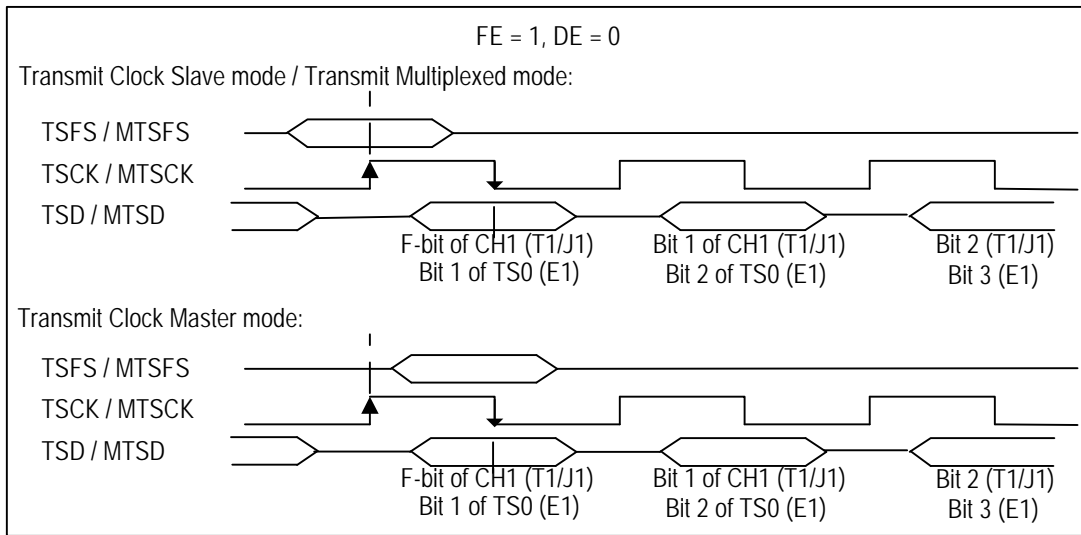 FE = 1, DE = 0
Transmit Clock Slave mode / Transmit Multiplexed mode:
TSFS / MTSFS
TSCK / MTSCK
TSD / MTSD
F-bit of CH1 (T1/J1)
Bit 1 of TS0 (E1)
Bit 1 of CH1 (T1/J1)
Bit 2 of TS0 (E1)
Bit 2 (T1/J1)
Bit 3 (E1)
Transmit Clock Master mode:
TSFS / MTSFS
TSCK / MTSCK
TSD / MTSD
F-bit of CH1 (T1/J1)
Bit 1 of TS0 (E1)
Bit 1 of CH1 (T1/J1)
Bit 2 of TS0 (E1)
Bit 2 (T1/J1)
Bit 3 (E1)